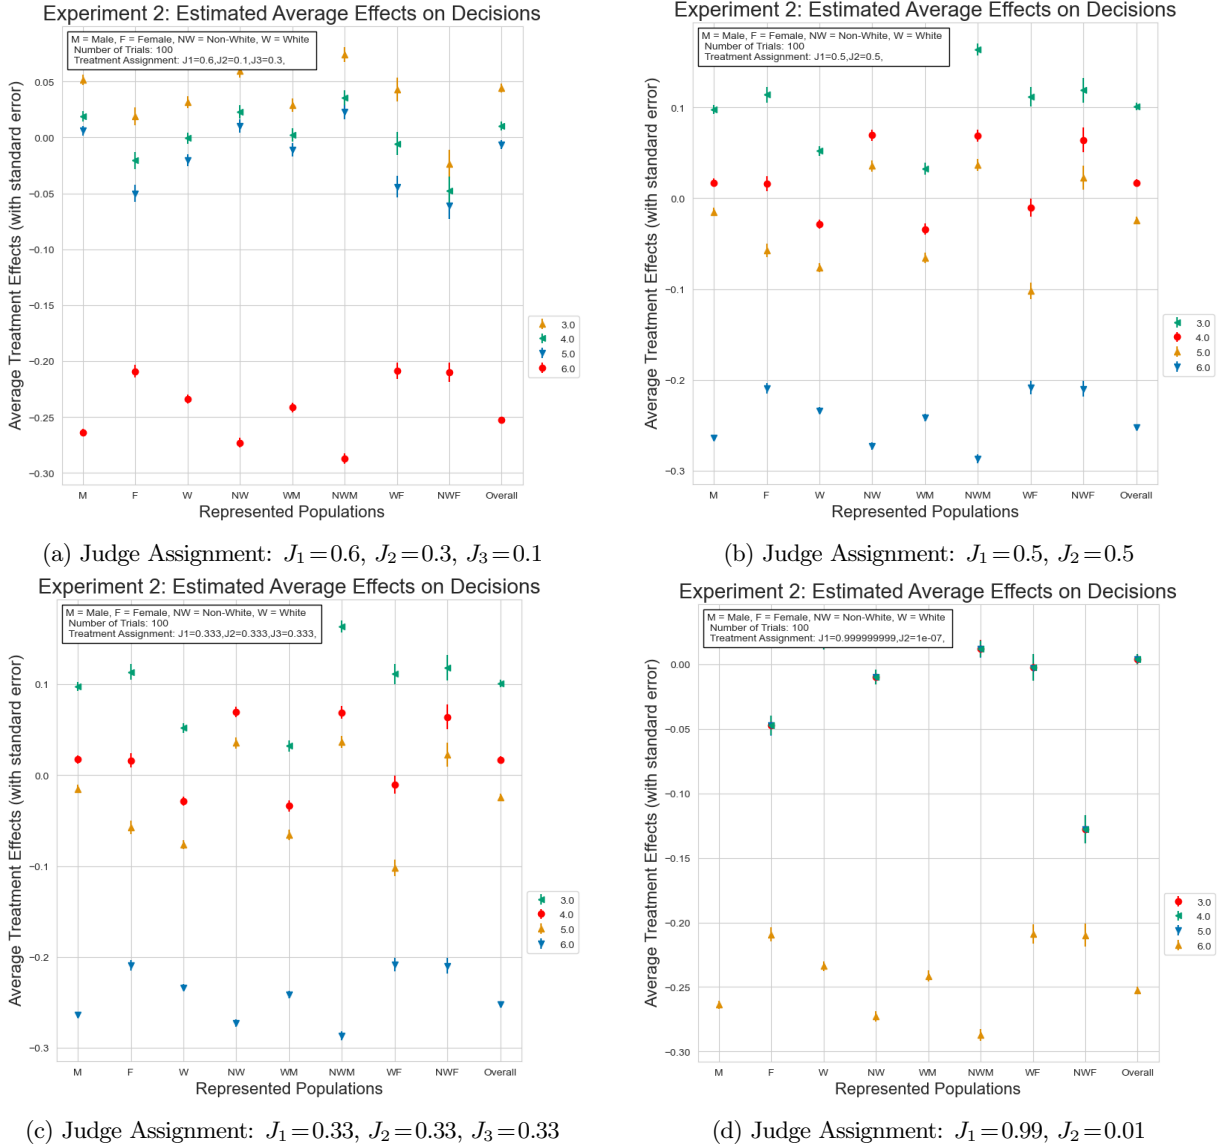 Experiment 2: Estimated Average Effects on Decisions
M = Male, F = Female, NW = Non-White, W = White
Number of Trials: 100
Treatment Assignment: J1=0.6,J2=0.1,J3=0.3,
Average Treatment Effects (with standard error)
0.05
0.00
−0.05
−0.10
−0.15
−0.20
−0.25
−0.30
3.0
4.0
5.0
6.0
M F W NW WM NWM WF NWF Overall
Represented Populations
(a) Judge Assignment: J1=0.6, J2=0.3, J3=0.1
Experiment 2: Estimated Average Effects on Decisions
M = Male, F = Female, NW = Non-White, W = White
Number of Trials: 100
Treatment Assignment: J1=0.5,J2=0.5,
Average Treatment Effects (with standard error)
0.1
0.0
−0.1
−0.2
−0.3
3.0
4.0
5.0
6.0
M F W NW WM NWM WF NWF Overall
Represented Populations
(b) Judge Assignment: J1=0.5, J2=0.5
Experiment 2: Estimated Average Effects on Decisions
M = Male, F = Female, NW = Non-White, W = White
Number of Trials: 100
Treatment Assignment: J1=0.333,J2=0.333,J3=0.333,
Average Treatment Effects (with standard error)
0.1
0.0
−0.1
−0.2
−0.3
3.0
4.0
5.0
6.0
M F W NW WM NWM WF NWF Overall
Represented Populations
(c) Judge Assignment: J1=0.33, J2=0.33, J3=0.33
Experiment 2: Estimated Average Effects on Decisions
M = Male, F = Female, NW = Non-White, W = White
Number of Trials: 100
Treatment Assignment: J1=0.999999999,J2=1e-07,
Average Treatment Effects (with standard error)
0.00
−0.05
−0.10
−0.15
−0.20
−0.25
−0.30
3.0
4.0
5.0
6.0
M F W NW WM NWM WF NWF Overall
Represented Populations
(d) Judge Assignment: J1=0.99, J2=0.01